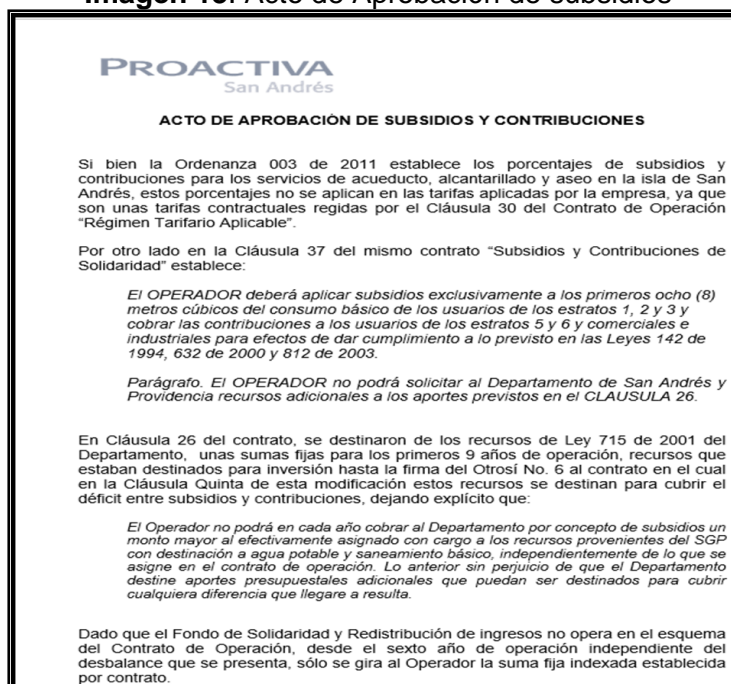 Imagen 15. Acto de Aprobación de subsidios
PROACTIVA
San Andrés
ACTO DE APROBACIÓN DE SUBSIDIOS Y CONTRIBUCIONES
Si bien la Ordenanza 003 de 2011 establece los porcentajes de subsidios y
contribuciones para los servicios de acueducto, alcantarillado y aseo en la isla de San
Andrés, estos porcentajes no se aplican en las tarifas aplicadas por la empresa, ya que
son unas tarifas contractuales regidas por el Cláusula 30 del Contrato de Operación
"Régimen Tarifario Aplicable".
Por otro lado en la Cláusula 37 del mismo contrato "Subsidios y Contribuciones de
Solidaridad" establece:
El OPERADOR deberá aplicar subsidios exclusivamente a los primeros ocho (8)
metros cúbicos del consumo básico de los usuarios de los estratos 1, 2 y 3 y
cobrar las contribuciones a los usuarios de los estratos 5 y 6 y comerciales e
industriales para efectos de dar cumplimiento a lo previsto en las Leyes 142 de
1994, 632 de 2000 y 812 de 2003.
Parágrafo. El OPERADOR no podrá solicitar al Departamento de San Andrés y
Providencia recursos adicionales a los aportes previstos en el CLAUSULA 26.
En Cláusula 26 del contrato, se destinaron de los recursos de Ley 715 de 2001 del
Departamento, unas sumas fijas para los primeros 9 años de operación, recursos que
estaban destinados para inversión hasta la firma del Otrosí No. 6 al contrato en el cual
en la Cláusula Quinta de esta modificación estos recursos se destinan para cubrir el
déficit entre subsidios y contribuciones, dejando explícito que:
El Operador no podrá en cada año cobrar al Departamento por concepto de subsidios un
monto mayor al efectivamente asignado con cargo a los recursos provenientes del SGP
con destinación a agua potable y saneamiento básico, independientemente de lo que se
asigne en el contrato de operación. Lo anterior sin perjuicio de que el Departamento
destine aportes presupuestales adicionales que puedan ser destinados para cubrir
cualquiera diferencia que llegare a resulta.
Dado que el Fondo de Solidaridad y Redistribución de ingresos no opera en el esquema
del Contrato de Operación, desde el sexto año de operación independiente del
desbalance que se presenta, sólo se gira al Operador la suma fija indexada establecida
por contrato.